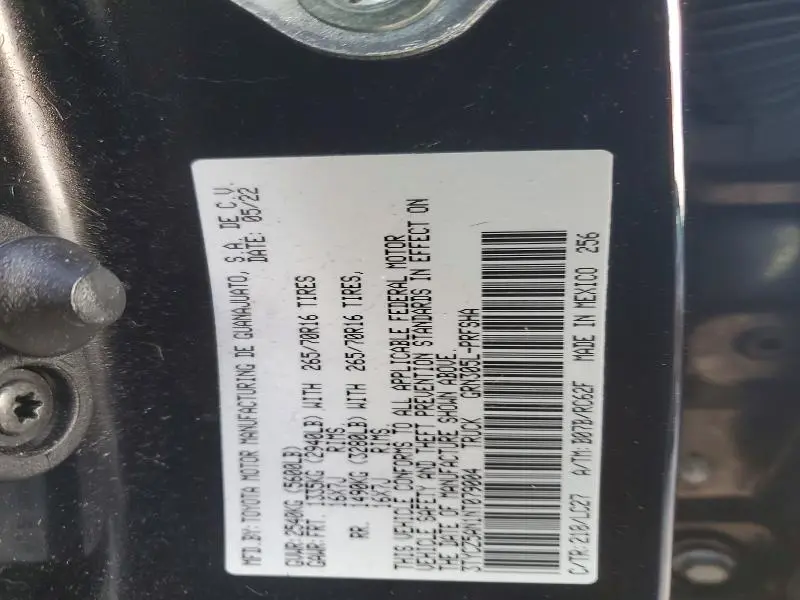 MFD.BY: TOYOTA MOTOR MANUFACTURING DE GUANAJUATO, S.A. DE C.V.
DATE: 05/22
GVWR 2540KG (5600LB)
GAWR FRT. 1335KG (2940LB) WITH 265/70R16 TIRES
16X7J RIMS,
RR. 1490KG (3280LB) WITH 265/70R16 TIRES,
16X7J RIMS.
THIS VEHICLE CONFORMS TO ALL APPLICABLE FEDERAL MOTOR
VEHICLE SAFETY AND THEFT PREVENTION STANDARDS IN EFFECT ON
THE DATE OF MANUFACTURE SHOWN ABOVE.
TRUCK GRN305L-PRFSHA
C/TR: 218/LC27 A/TM: B07B/RC62F MADE IN MEXICO 256